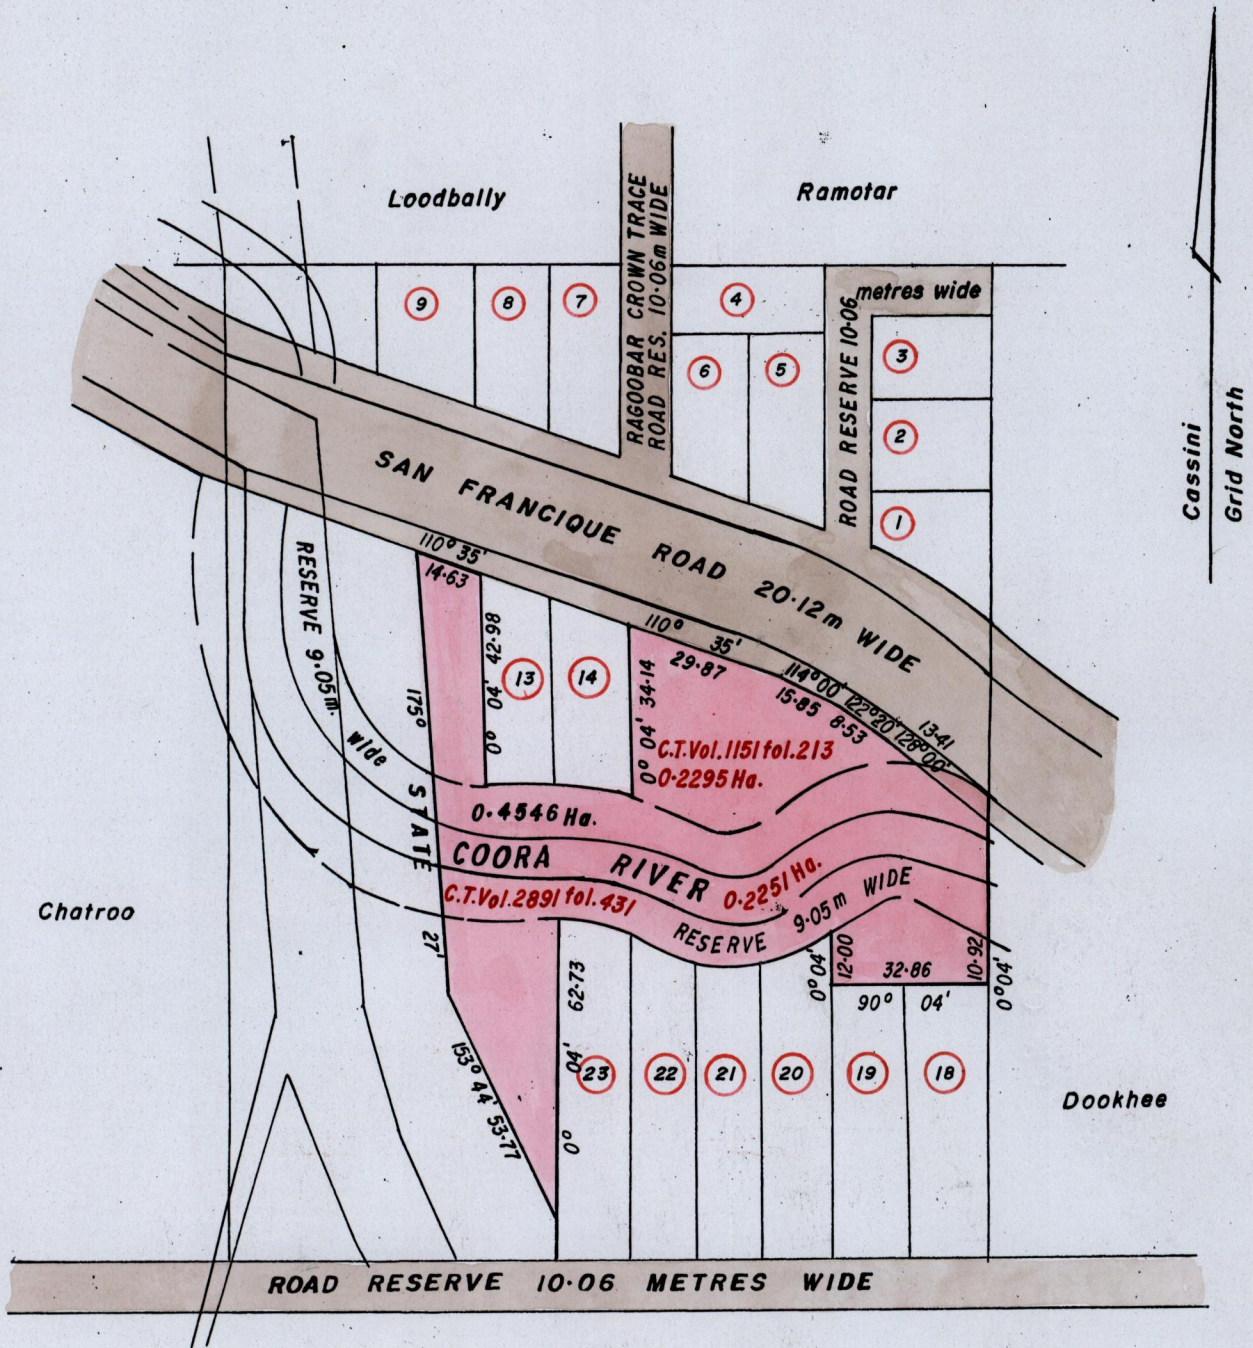 Loodbally
Ramotar
RAGOOBAR CROWN TRACE
ROAD RES. 10·06m WIDE
9
8
7
4
metres wide
ROAD RESERVE 10·06
6
5
3
2
1
Cassini
Grid North
SAN FRANCIQUE ROAD 20·12m WIDE
110° 35'
14·63
RESERVE 9·05m.
wide
175°
27'
0° 04' 42·98
13
14
110° 35'
29·87
0° 04' 34·14
114°00'
15·85
122°20'
8·53
128°00'
13·41
C.T.Vol.1151 fol.213
0·2295 Ha.
STATE
0·4546 Ha.
COORA RIVER
0·2251 Ha.
C.T.Vol.2891 fol.431
RESERVE 9·05 m WIDE
Chatroo
0°04'
12·00
32·86
10·92
0°04'
90° 04'
0° 04' 62·73
153° 44' 53·77
23
22
21
20
19
18
Dookhee
ROAD RESERVE 10·06 METRES WIDE